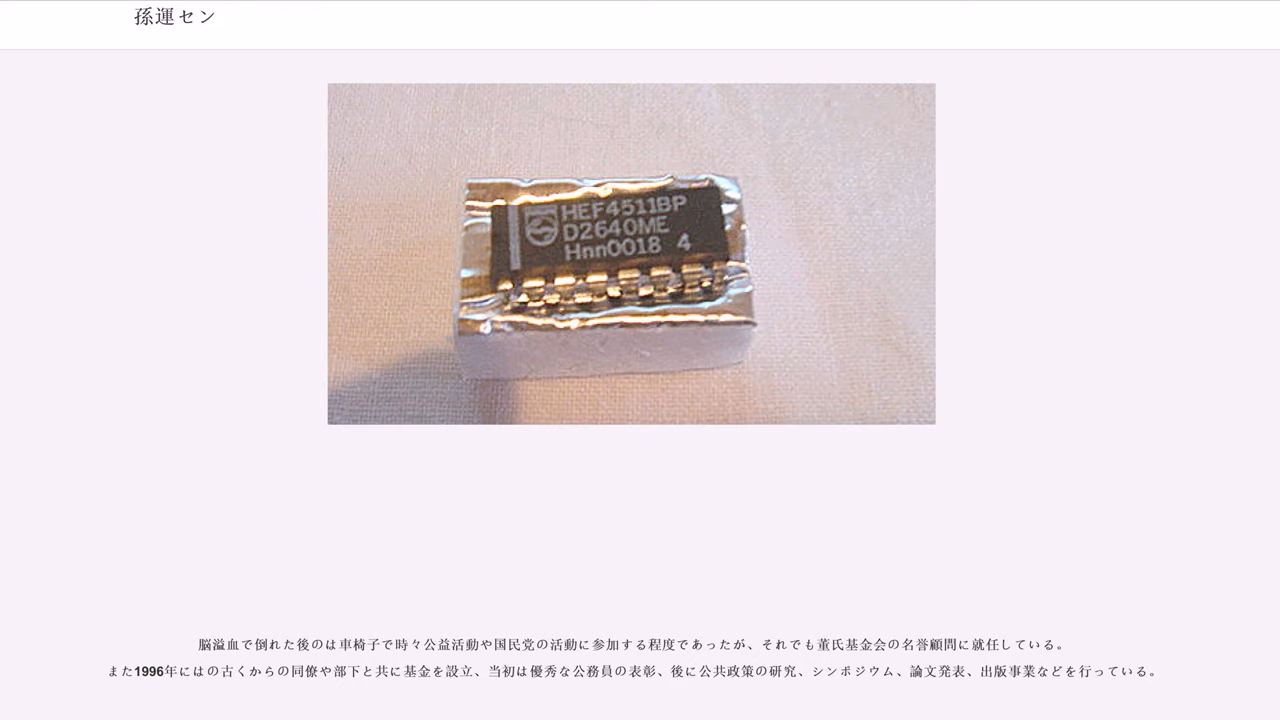 孫運セン
HEF4511BP
D2640ME
Hnn0018 4
脳溢血で倒れた後のは車椅子で時々公益活動や国民党の活動に参加する程度であったが、それでも董氏基金会の名誉顧問に就任している。
また1996年にはの古くからの同僚や部下と共に基金を設立、当初は優秀な公務員の表彰、後に公共政策の研究、シンポジウム、論文発表、出版事業などを行っている。